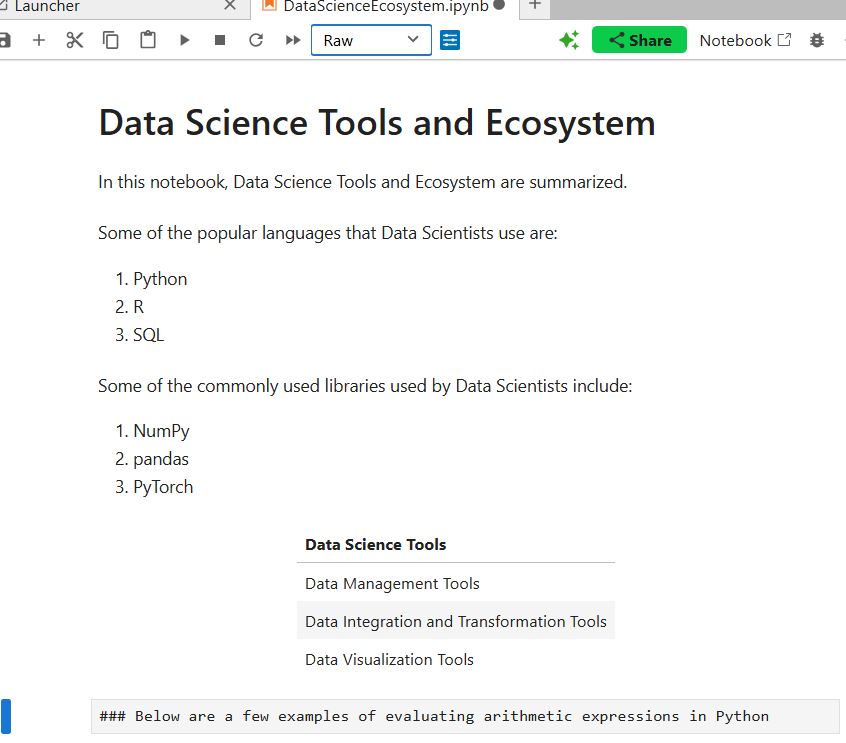 Launcher
DataScienceEcosystem.ipynb
Raw
Share
Notebook
Data Science Tools and Ecosystem
In this notebook, Data Science Tools and Ecosystem are summarized.
Some of the popular languages that Data Scientists use are:
1. Python
2. R
3. SQL
Some of the commonly used libraries used by Data Scientists include:
1. NumPy
2. pandas
3. PyTorch
Data Science Tools
Data Management Tools
Data Integration and Transformation Tools
Data Visualization Tools
### Below are a few examples of evaluating arithmetic expressions in Python